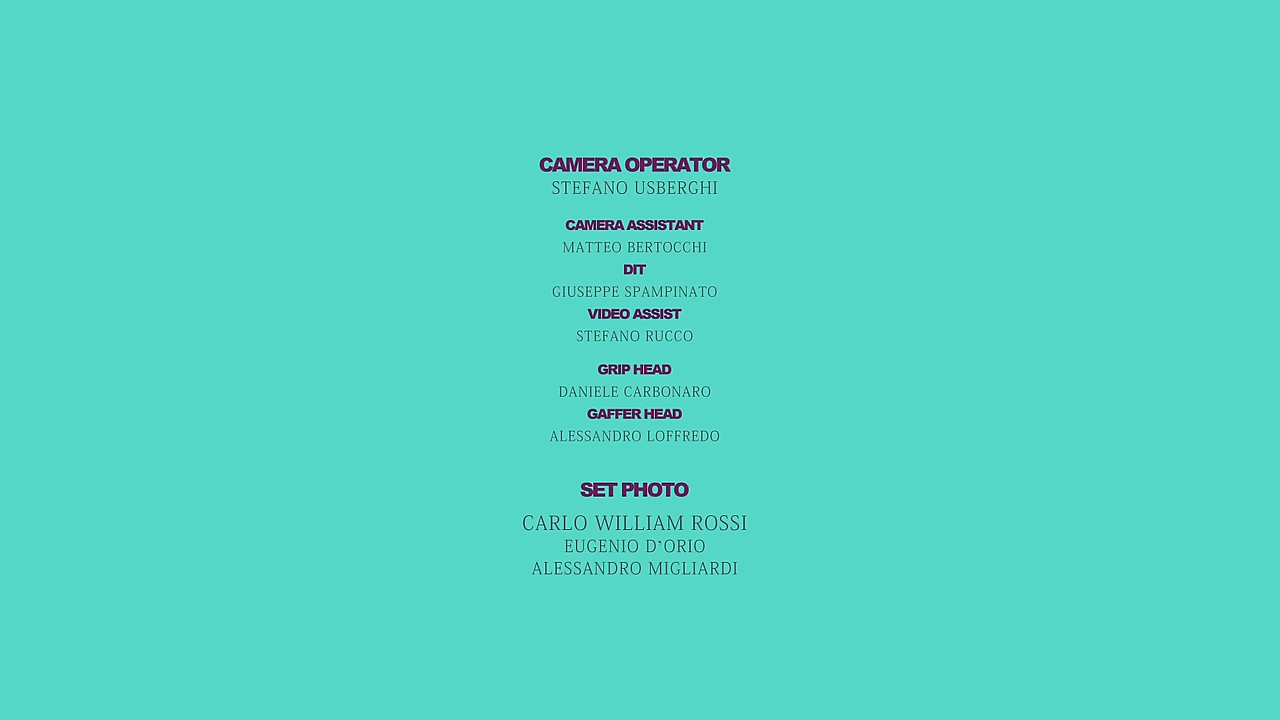 CAMERA OPERATOR
STEFANO USBERGHI
CAMERA ASSISTANT
MATTEO BERTOCCHI
DIT
GIUSEPPE SPAMPINATO
VIDEO ASSIST
STEFANO RUCCO
GRIP HEAD
DANIELE CARBONARO
GAFFER HEAD
ALESSANDRO LOFFREDO
SET PHOTO
CARLO WILLIAM ROSSI
EUGENIO D'ORIO
ALESSANDRO MIGLIARDI